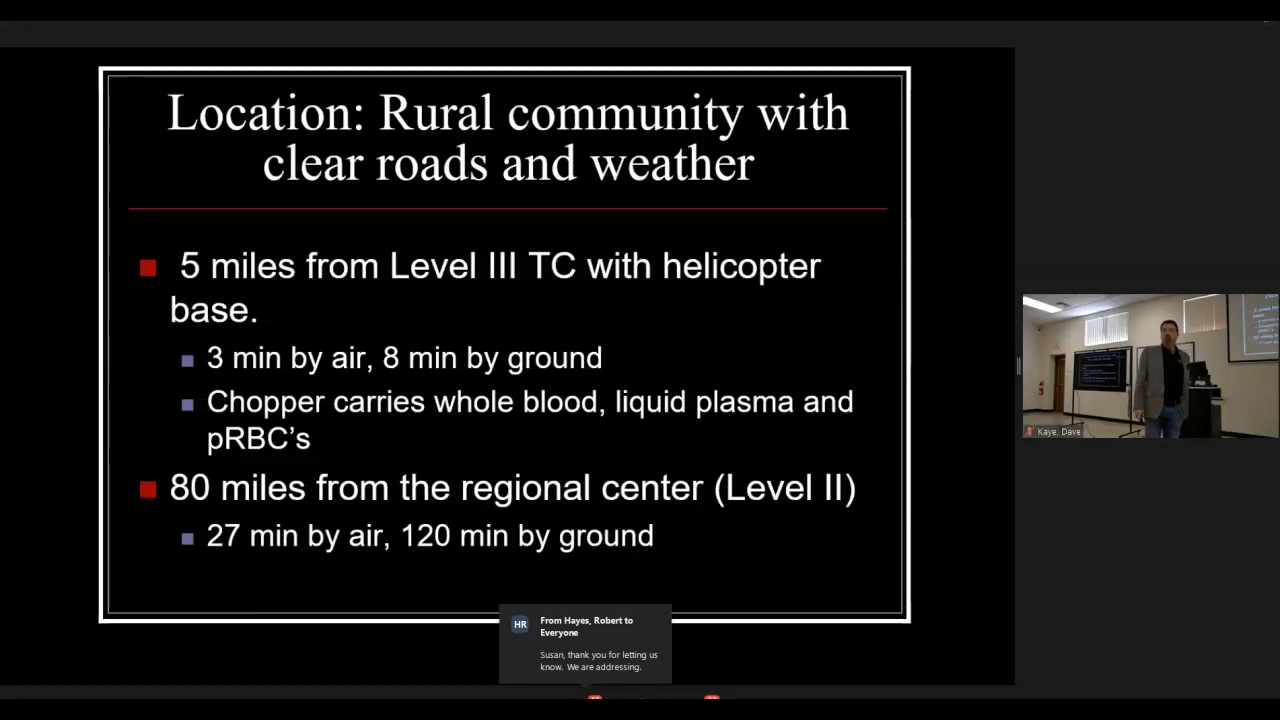 Location: Rural community with
clear roads and weather
5 miles from Level III TC with helicopter
base.
3 min by air, 8 min by ground
Chopper carries whole blood, liquid plasma and
pRBC’s
80 miles from the regional center (Level II)
27 min by air, 120 min by ground
HR
From Hayes, Robert to
Everyone
Susan, thank you for letting us
know. We are addressing.
Kaye, Dave